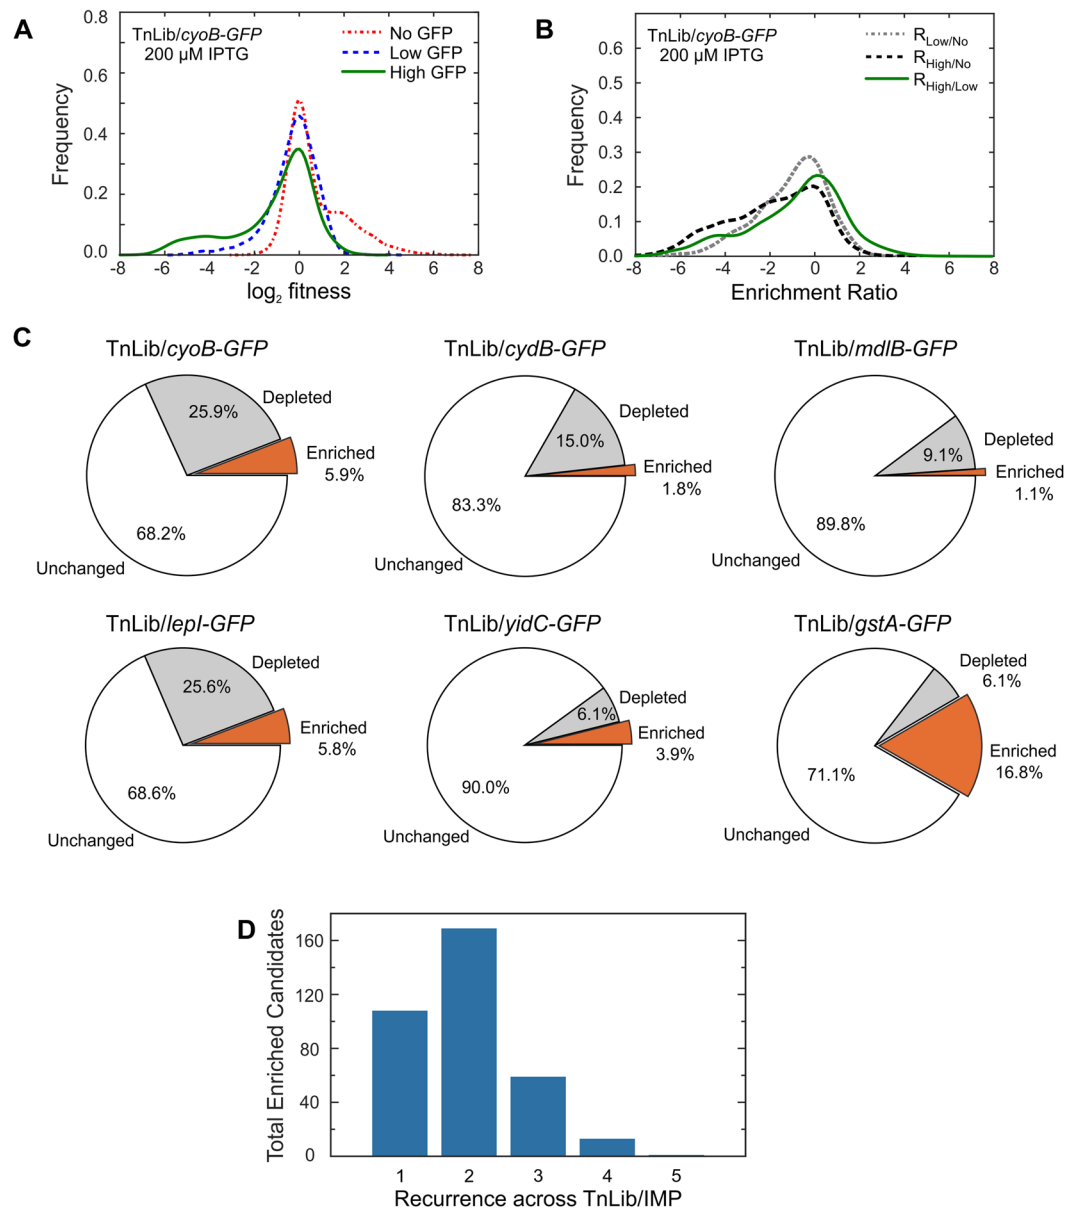 A
TnLib/cyoB-GFP
200 µM IPTG
No GFP
Low GFP
High GFP
Frequency
0.8
0.6
0.4
0.2
0.0
-8 -6 -4 -2 0 2 4 6 8
log2 fitness
B
TnLib/cyoB-GFP
200 µM IPTG
RLow/No
RHigh/No
RHigh/Low
Frequency
0.6
0.5
0.4
0.3
0.2
0.1
0.0
-8 -6 -4 -2 0 2 4 6 8
Enrichment Ratio
C
TnLib/cyoB-GFP
Depleted
25.9%
Enriched
5.9%
68.2%
Unchanged
TnLib/cydB-GFP
Depleted
15.0%
Enriched
1.8%
83.3%
Unchanged
TnLib/mdlB-GFP
Depleted
9.1%
Enriched
1.1%
89.8%
Unchanged
TnLib/lepI-GFP
Depleted
25.6%
Enriched
5.8%
68.6%
Unchanged
TnLib/yidC-GFP
Depleted
6.1%
Enriched
3.9%
90.0%
Unchanged
TnLib/gstA-GFP
Depleted
6.1%
Enriched
16.8%
71.1%
Unchanged
D
Total Enriched Candidates
160
120
80
40
0
1 2 3 4 5
Recurrence across TnLib/IMP